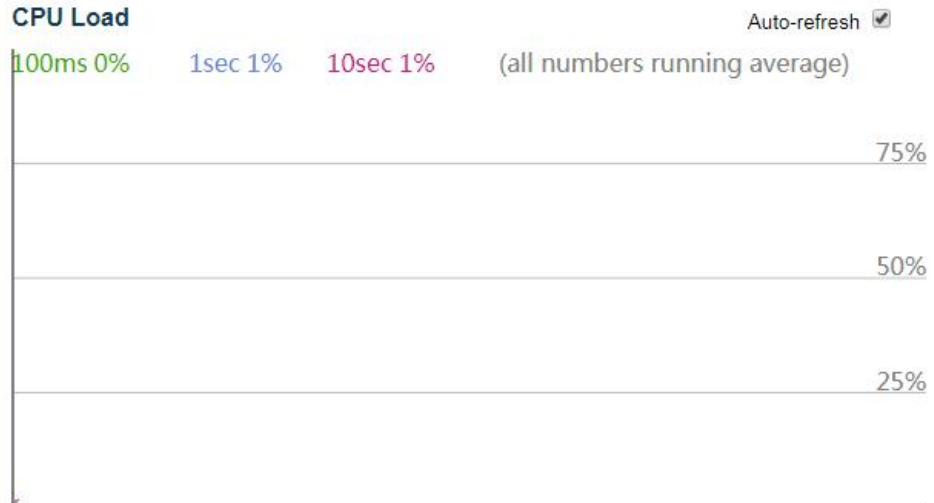 CPU Load
Auto-refresh
100ms 0% 1sec 1% 10sec 1% (all numbers running average)
75%
50%
25%